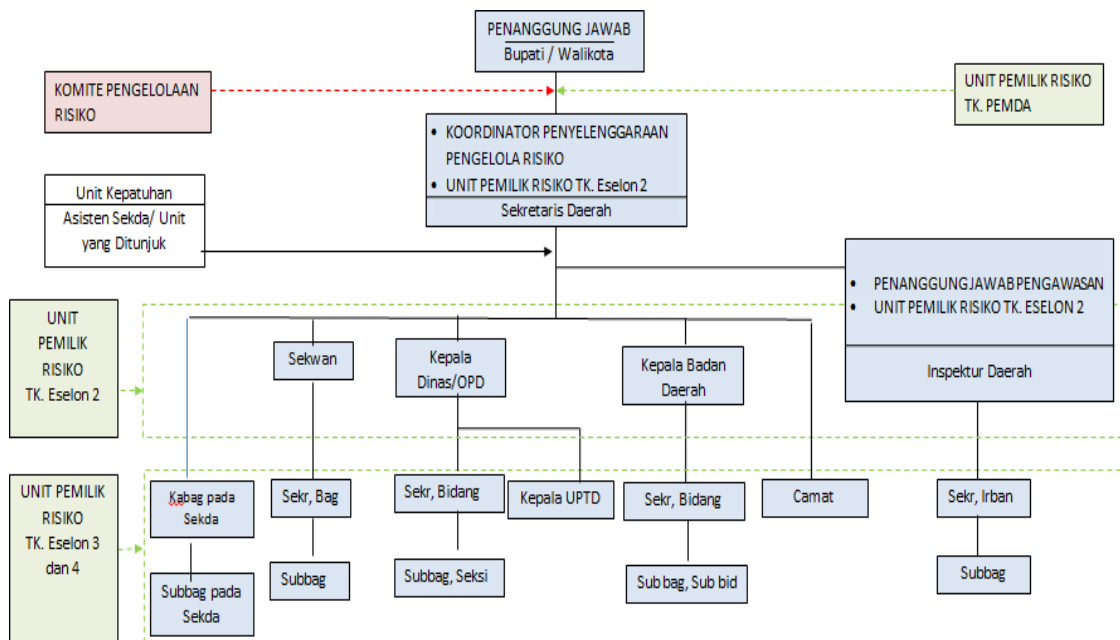 PENANGGUNG JAWAB
Bupati / Walikota
KOMITE PENGELOLAAN
RISIKO
UNIT PEMILIK RISIKO
TK. PEMDA
• KOORDINATOR PENYELENGGARAAN
PENGELOLA RISIKO
• UNIT PEMILIK RISIKO TK. Eselon 2
Sekretaris Daerah
Unit Kepatuhan
Asisten Sekda/ Unit
yang Ditunjuk
• PENANGGUNG JAWAB PENGAWASAN
• UNIT PEMILIK RISIKO TK. ESELON 2
Inspektur Daerah
UNIT
PEMILIK
RISIKO
TK. Eselon 2
Sekwan
Kepala
Dinas/OPD
Kepala Badan
Daerah
UNIT PEMILIK
RISIKO
TK. Eselon 3
dan 4
Kabag pada
Sekda
Sekr, Bag
Sekr, Bidang
Kepala UPTD
Sekr, Bidang
Camat
Sekr, Irban
Subbag pada
Sekda
Subbag
Subbag, Seksi
Sub bag, Sub bid
Subbag